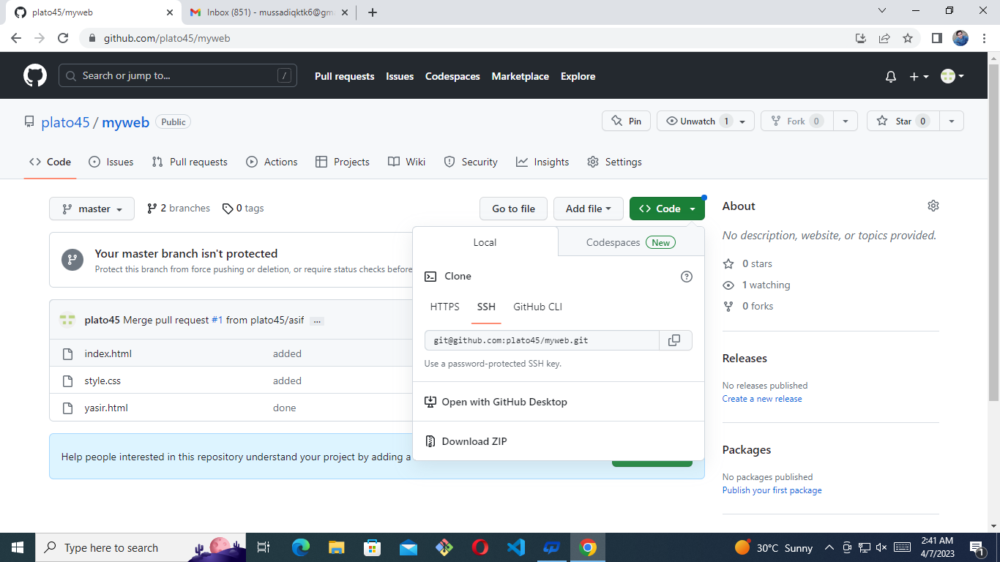 plato45/myweb
Inbox (851) - mussadiqktk6@gm
github.com/plato45/myweb
Search or jump to... /
Pull requests Issues Codespaces Marketplace Explore
plato45 / myweb Public
Pin
Unwatch 1
Fork 0
Star 0
Code Issues Pull requests Actions Projects Wiki Security Insights Settings
master
2 branches
0 tags
Go to file
Add file
Code
Your master branch isn't protected
Protect this branch from force pushing or deletion, or require status checks before
plato45 Merge pull request #1 from plato45/asif ...
index.html added
style.css added
yasir.html done
Help people interested in this repository understand your project by adding a
Local
Codespaces New
Clone
HTTPS SSH GitHub CLI
git@github.com:plato45/myweb.git
Use a password-protected SSH key.
Open with GitHub Desktop
Download ZIP
About
No description, website, or topics provided.
0 stars
1 watching
0 forks
Releases
No releases published
Create a new release
Packages
No packages published
Publish your first package
Type here to search
30°C Sunny
2:41 AM
4/7/2023
1